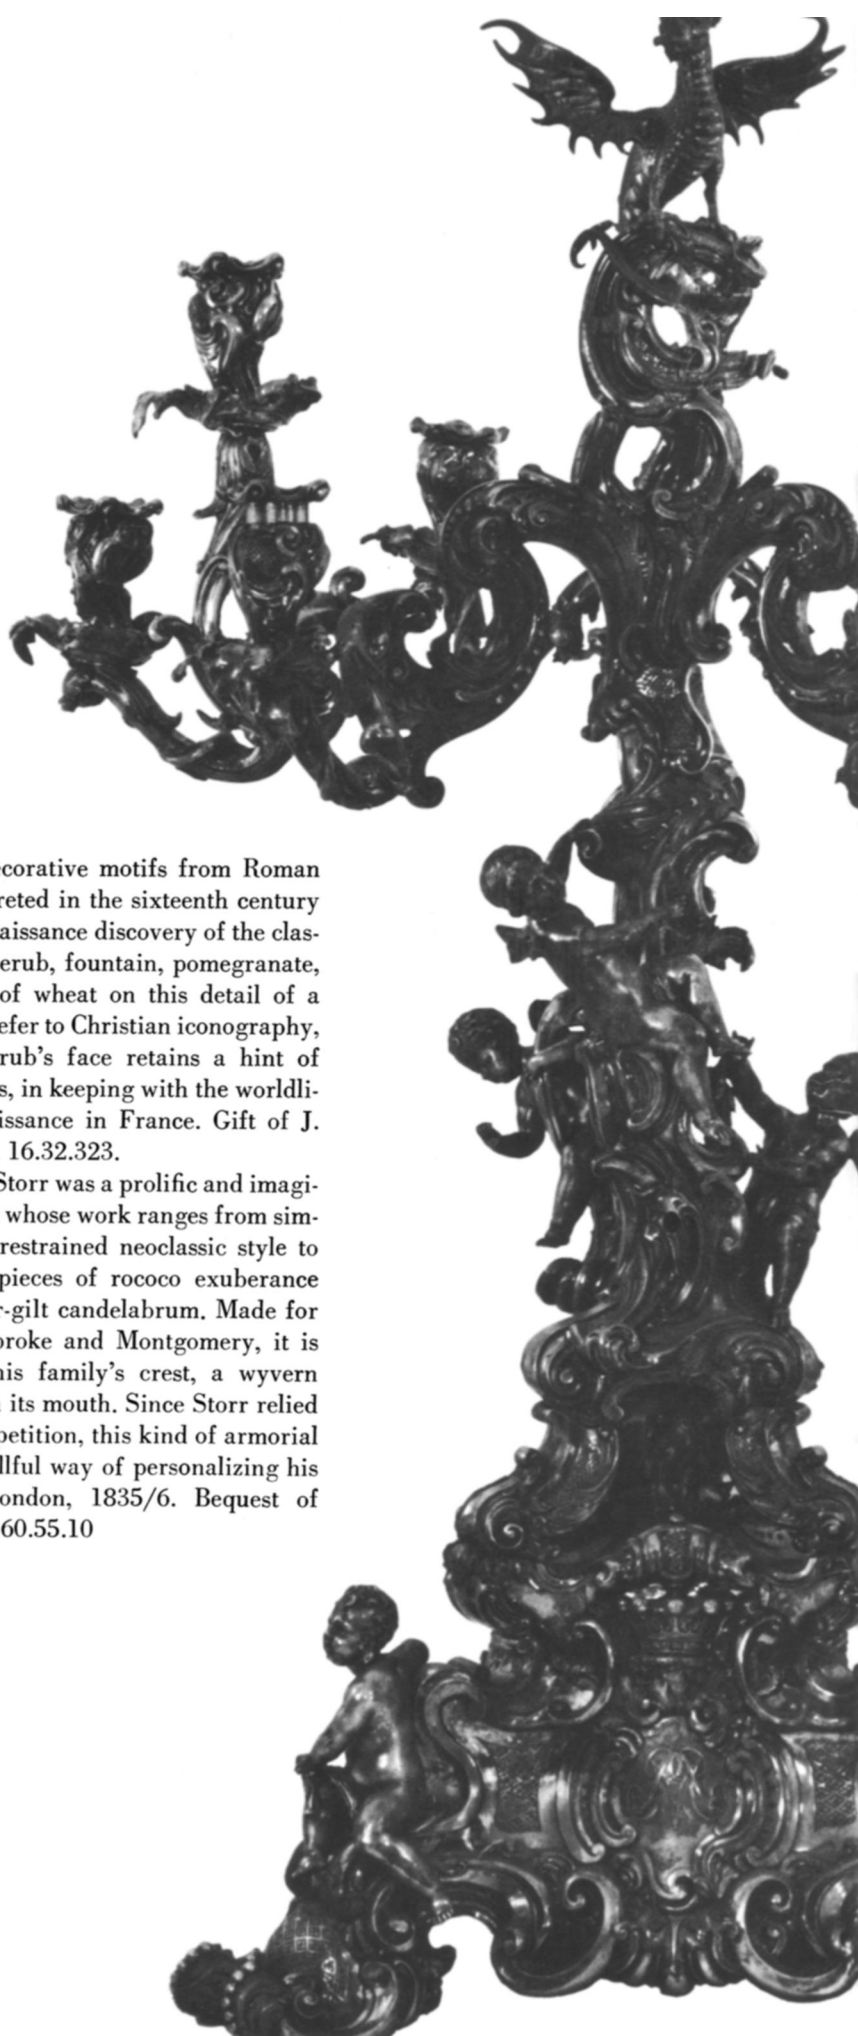 corative motifs from Roman
reted in the sixteenth century
aissance discovery of the clas-
erub, fountain, pomegranate,
of wheat on this detail of a
efer to Christian iconography,
rub's face retains a hint of
s, in keeping with the worldli-
issance in France. Gift of J.
16.32.323.
Storr was a prolific and imagi-
whose work ranges from sim-
restrained neoclassic style to
pieces of rococo exuberance
r-gilt candelabrum. Made for
broke and Montgomery, it is
his family's crest, a wyvern
its mouth. Since Storr relied
petition, this kind of armorial
llful way of personalizing his
ondon, 1835/6. Bequest of
60.55.10